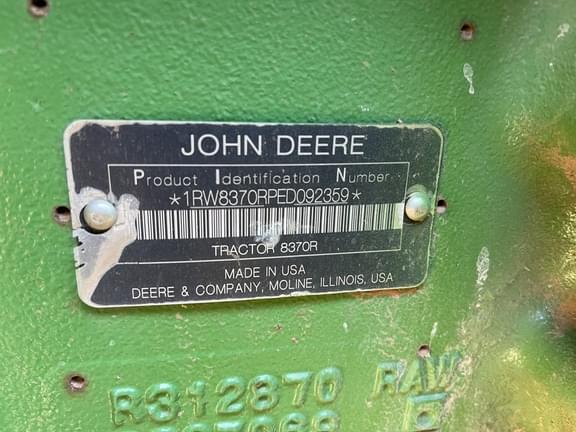 JOHN DEERE
Product Identification Number
*1RW8370RPED092359*
TRACTOR 8370R
MADE IN USA
DEERE & COMPANY, MOLINE, ILLINOIS, USA
R312870 RAW